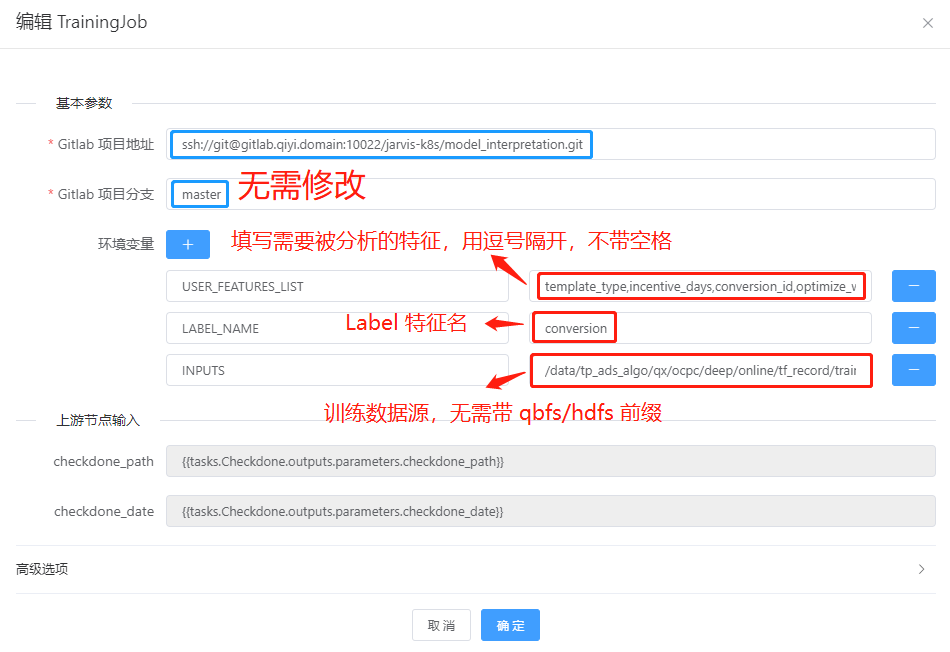 编辑 TrainingJob
基本参数
* Gitlab 项目地址 ssh://git@gitlab.qiyi.domain:10022/jarvis-k8s/model_interpretation.git
* Gitlab 项目分支 master 无需修改
环境变量 + 填写需要被分析的特征，用逗号隔开，不带空格
USER_FEATURES_LIST template_type,incentive_days,conversion_id,optimize_v
LABEL_NAME Label 特征名 conversion
INPUTS /data/tp_ads_algo/qx/ocpc/deep/online/tf_record/train
训练数据源，无需带 qbfs/hdfs 前缀
上游节点输入
checkdone_path {{tasks.Checkdone.outputs.parameters.checkdone_path}}
checkdone_date {{tasks.Checkdone.outputs.parameters.checkdone_date}}
高级选项
取消 确定